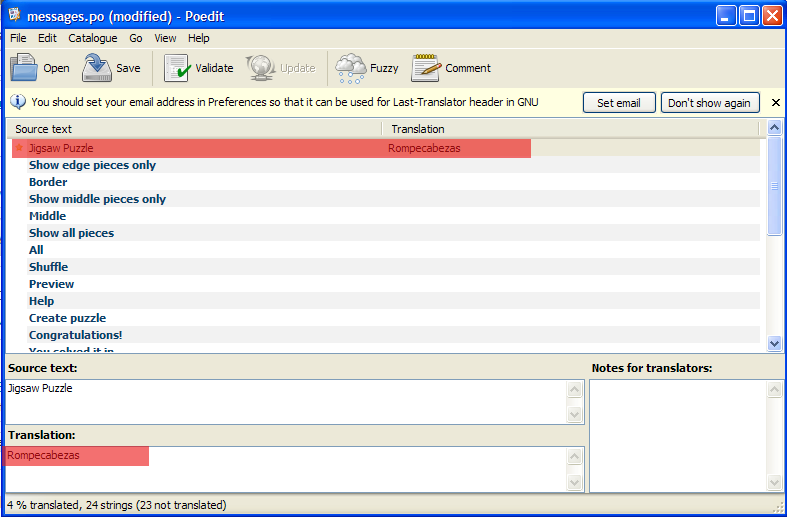 messages.po (modified) - Poedit
File Edit Catalogue Go View Help
Open Save Validate Update Fuzzy Comment
You should set your email address in Preferences so that it can be used for Last-Translator header in GNU Set email Don't show again
Source text Translation
Jigsaw Puzzle Rompecabezas
Show edge pieces only
Border
Show middle pieces only
Middle
Show all pieces
All
Shuffle
Preview
Help
Create puzzle
Congratulations!
You solved it in
Source text: Notes for translators:
Jigsaw Puzzle
Translation:
Rompecabezas
4 % translated, 24 strings (23 not translated)